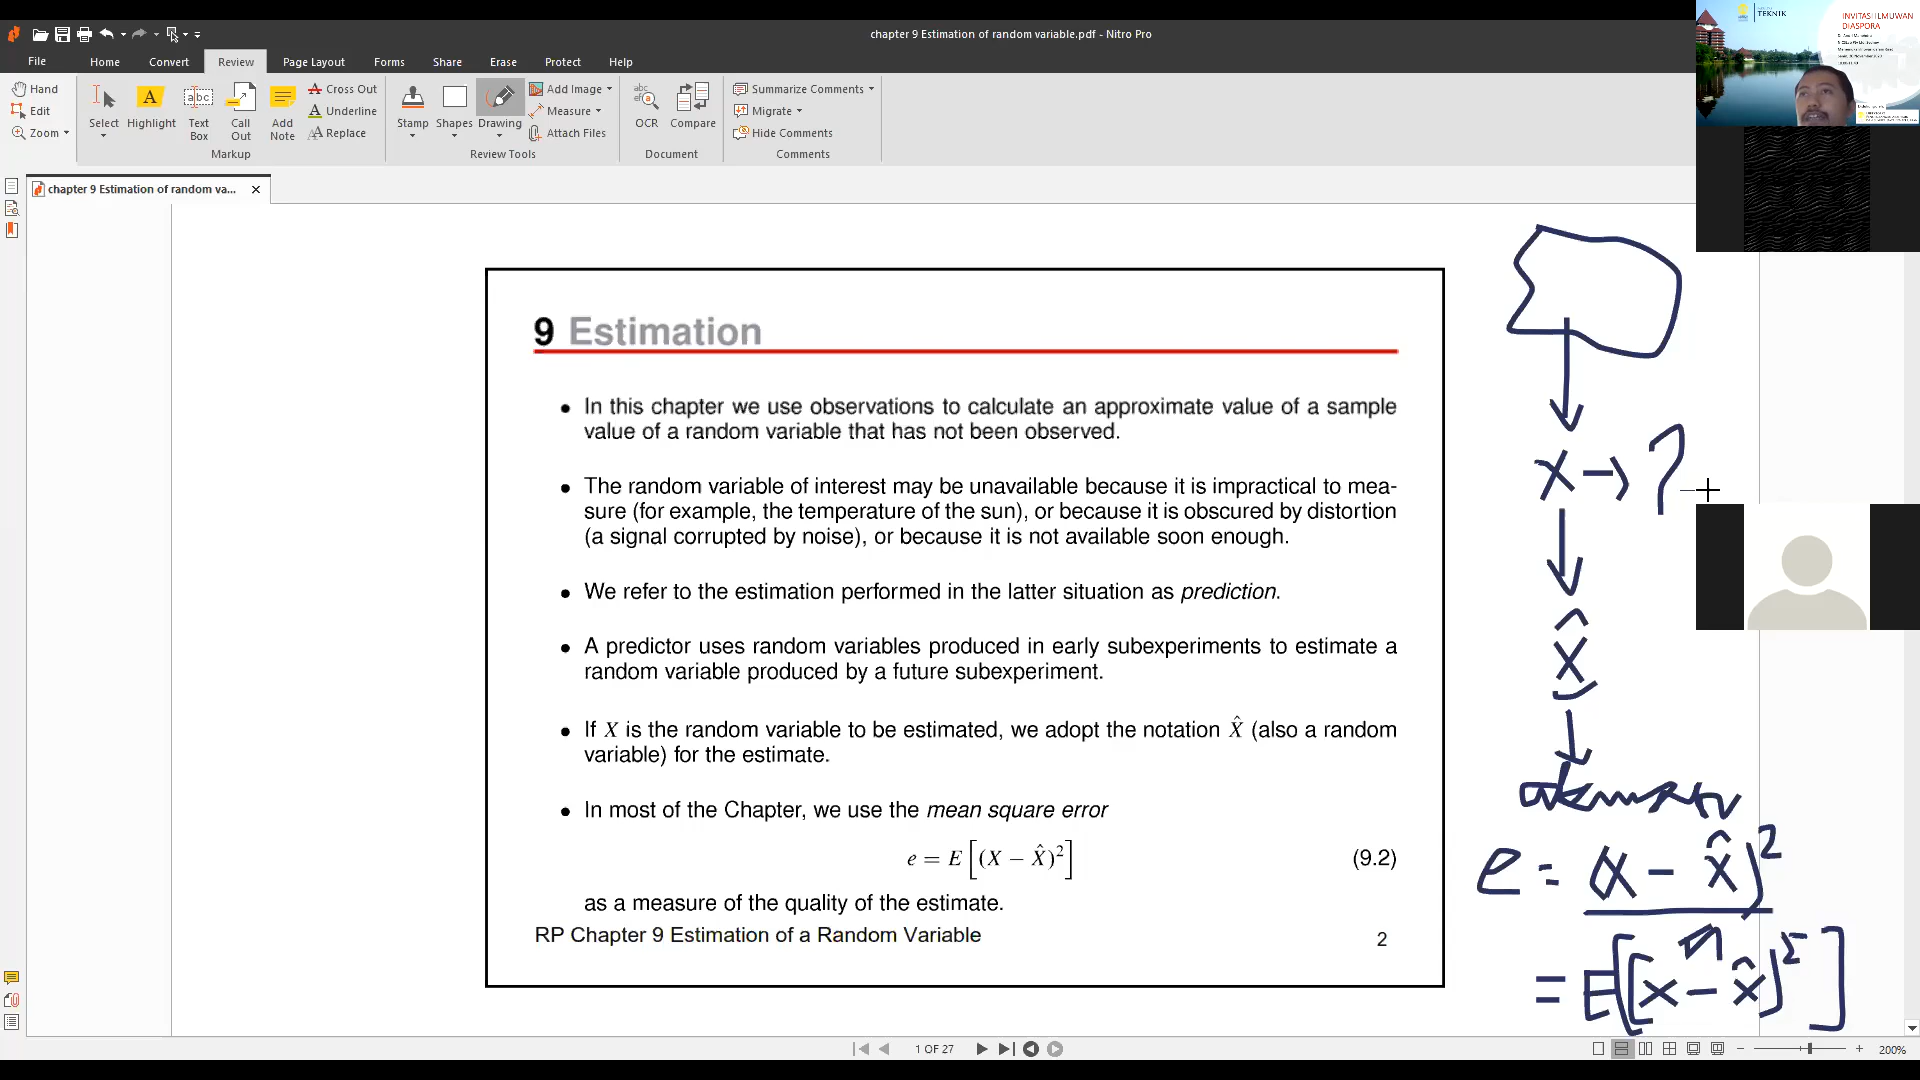 chapter 9 Estimation of random variable.pdf - Nitro Pro
File Home Convert Review Page Layout Forms Share Erase Protect Help
Hand
Edit
Zoom
Select
Highlight
Text Box
Call Out
Add Note
Cross Out
Underline
Replace
Markup
Stamp
Shapes
Drawing
Add Image
Measure
Attach Files
Review Tools
OCR
Compare
Document
Summarize Comments
Migrate
Hide Comments
Comments
TEKNIK
INVITASI ILMUWAN
DIASPORA
chapter 9 Estimation of random va...
9 Estimation
• In this chapter we use observations to calculate an approximate value of a sample
value of a random variable that has not been observed.
• The random variable of interest may be unavailable because it is impractical to mea-
sure (for example, the temperature of the sun), or because it is obscured by distortion
(a signal corrupted by noise), or because it is not available soon enough.
• We refer to the estimation performed in the latter situation as prediction.
• A predictor uses random variables produced in early subexperiments to estimate a
random variable produced by a future subexperiment.
• If X is the random variable to be estimated, we adopt the notation X̂ (also a random
variable) for the estimate.
• In most of the Chapter, we use the mean square error
e = E[(X − X̂)²] (9.2)
as a measure of the quality of the estimate.
RP Chapter 9 Estimation of a Random Variable 2
x → ?
x̂
e = (x − x̂)²
= E[(x − x̂)²]
1 OF 27
200%